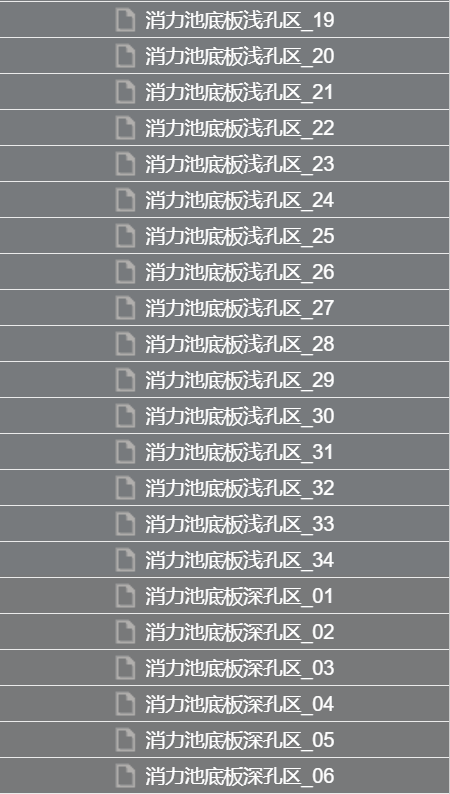 消力池底板浅孔区_19
消力池底板浅孔区_20
消力池底板浅孔区_21
消力池底板浅孔区_22
消力池底板浅孔区_23
消力池底板浅孔区_24
消力池底板浅孔区_25
消力池底板浅孔区_26
消力池底板浅孔区_27
消力池底板浅孔区_28
消力池底板浅孔区_29
消力池底板浅孔区_30
消力池底板浅孔区_31
消力池底板浅孔区_32
消力池底板浅孔区_33
消力池底板浅孔区_34
消力池底板深孔区_01
消力池底板深孔区_02
消力池底板深孔区_03
消力池底板深孔区_04
消力池底板深孔区_05
消力池底板深孔区_06